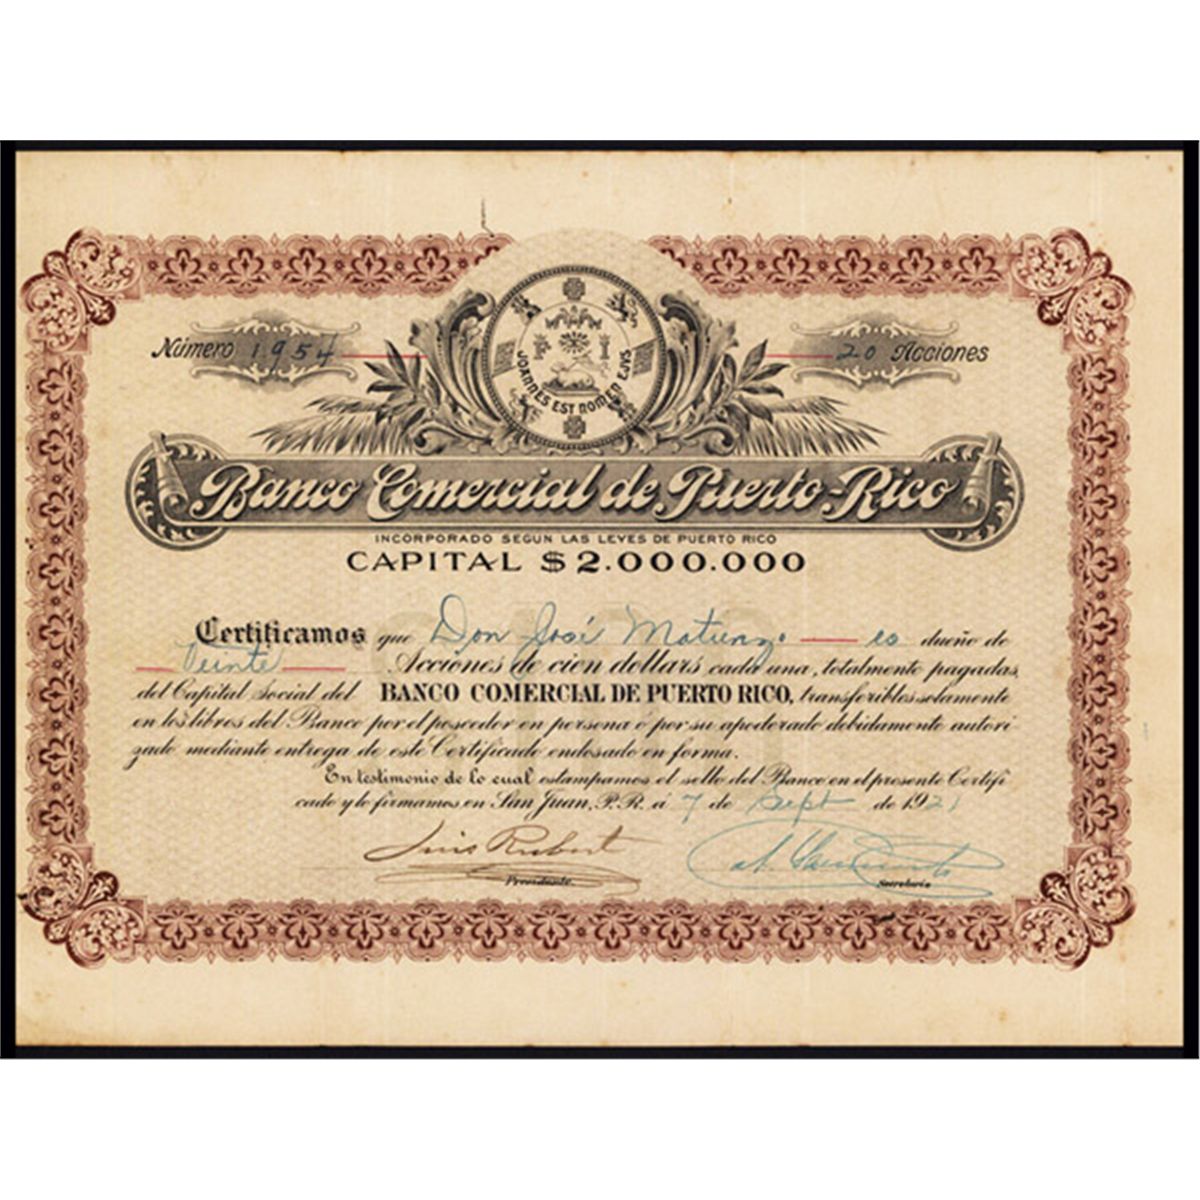 Número 1954 20 Acciones
JOANNES EST NOMEN EJUS
Banco Comercial de Puerto-Rico
INCORPORADO SEGUN LAS LEYES DE PUERTO RICO
CAPITAL $2.000.000
Certificamos que Don José Matienzo es dueño de
Veinte Acciones de cien dollars cada una, totalmente pagadas,
del Capital social del BANCO COMERCIAL DE PUERTO RICO, transferibles solamente
en los libros del Banco por el poseedor en persona ó por su apoderado debidamente autori
zado mediante entrega de este Certificado endosado en forma.
En testimonio de lo cual estampamos el sello del Banco en el presente Certifi
cado y lo firmamos en San Juan, P.R. á 7 de Sept de 1921
Luis Rubert
Presidente. Secretario